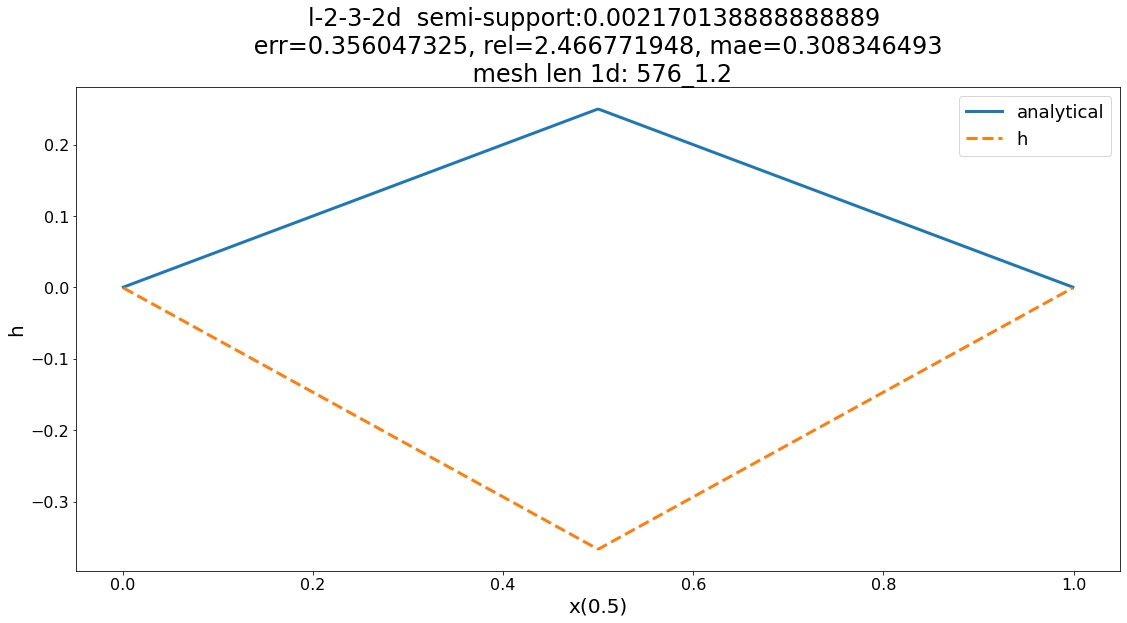 l-2-3-2d  semi-support:0.002170138888888889
err=0.356047325, rel=2.466771948, mae=0.308346493
mesh len 1d: 576_1.2
analytical
h
0.2
0.1
0.0
−0.1
−0.2
−0.3
h
0.0
0.2
0.4
0.6
0.8
1.0
x(0.5)